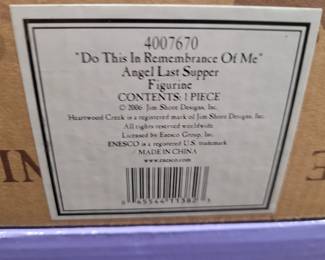 4007670
"Do This In Remembrance Of Me"
Angel Last Supper
Figurine
CONTENTS: 1 PIECE
© 2006 Jim Shore Designs, Inc.
Heartwood Creek is a registered mark of Jim Shore Designs, Inc.
All rights reserved worldwide
Licensed by Enesco Group, Inc.
ENESCO is a registered U.S. trademark
MADE IN CHINA
www.enesco.com